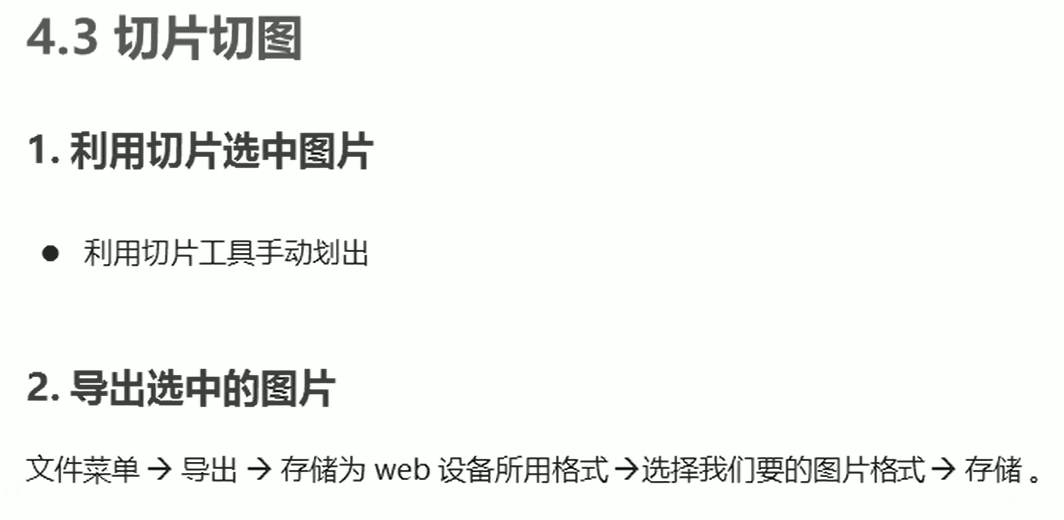 4.3 切片切图
1. 利用切片选中图片
● 利用切片工具手动划出
2. 导出选中的图片
文件菜单 → 导出 → 存储为 web 设备所用格式 →选择我们要的图片格式 → 存储 。